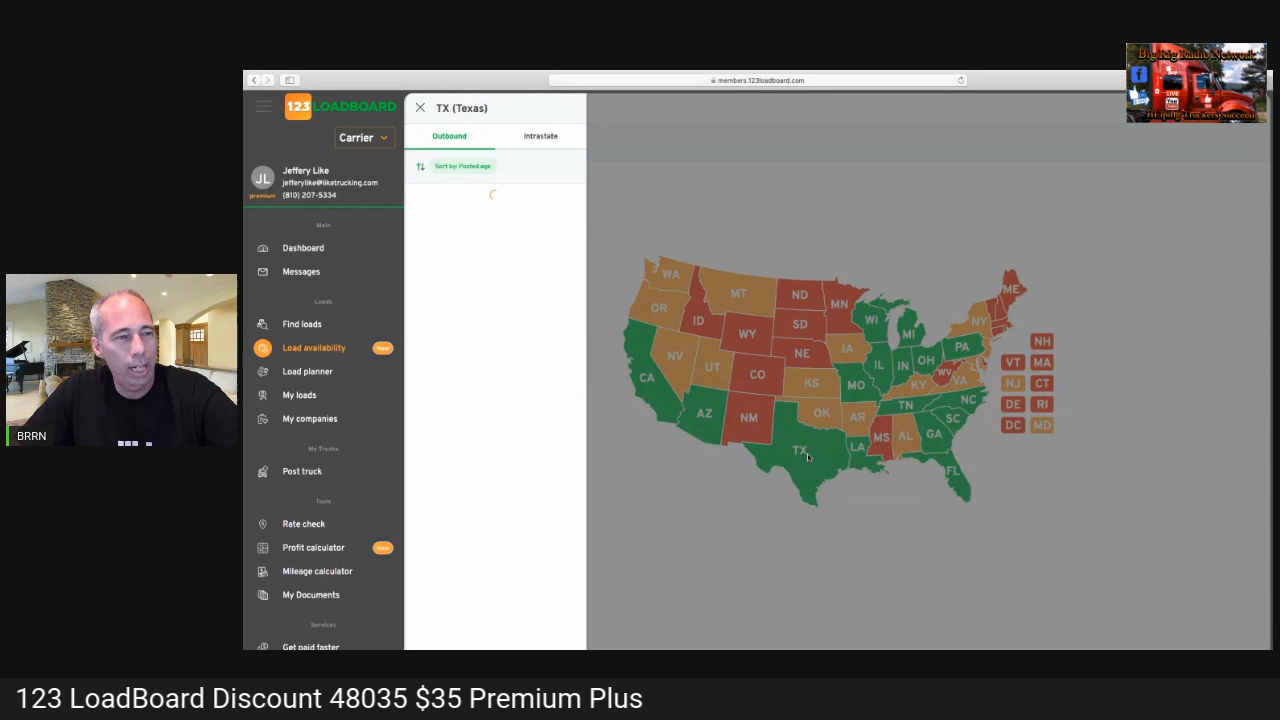 Big Rig Radio Network
LIVE
HElping Truckers Succeed
members.123loadboard.com
123 LOADBOARD
Carrier
JL
premium
Jeffery Like
jefferylike@liketrucking.com
(810) 207-5334
Main
Dashboard
Messages
Loads
Find loads
Load availability New
Load planner
My loads
My companies
My Trucks
Post truck
Tools
Rate check
Profit calculator New
Mileage calculator
My Documents
Services
Get paid faster
TX (Texas)
Outbound Intrastate
Sort by: Posted age
WA
MT
ND
MN
ME
OR
ID
WY
SD
WI
MI
NY
NV
UT
CO
NE
IA
IL
IN
OH
PA
CA
KS
MO
KY
WV
VA
AZ
NM
OK
AR
TN
NC
SC
TX
LA
MS
AL
GA
FL
NH
VT MA
NJ CT
DE RI
DC MD
BRRN
123 LoadBoard Discount 48035 $35 Premium Plus